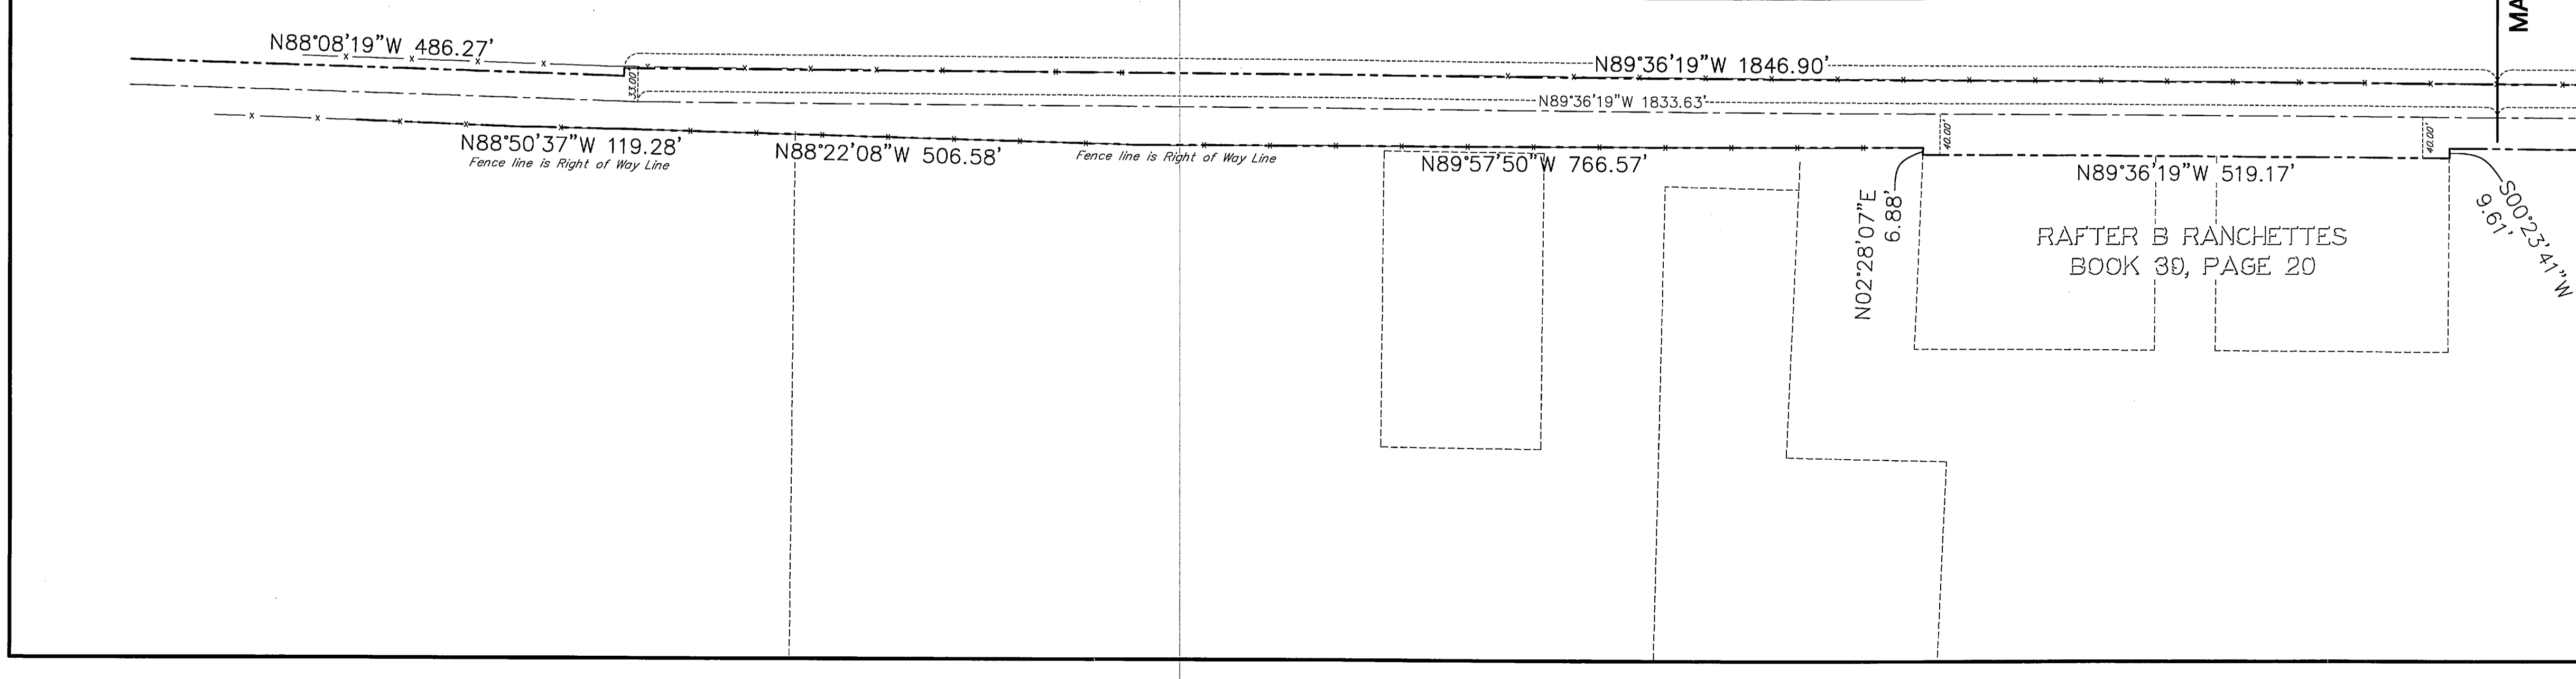 MA
N88°08'19"W 486.27'
N89°36'19"W 1846.90'
33.00'
N89°36'19"W 1833.63'
N88°50'37"W 119.28'
Fence line is Right of Way Line
N88°22'08"W 506.58'
Fence line is Right of Way Line
N89°57'50"W 766.57'
40.00'
40.00'
N89°36'19"W 519.17'
N02°28'07"E
6.88'
S00°23'41"W
9.61'
RAFTER B RANCHETTES
BOOK 39, PAGE 20